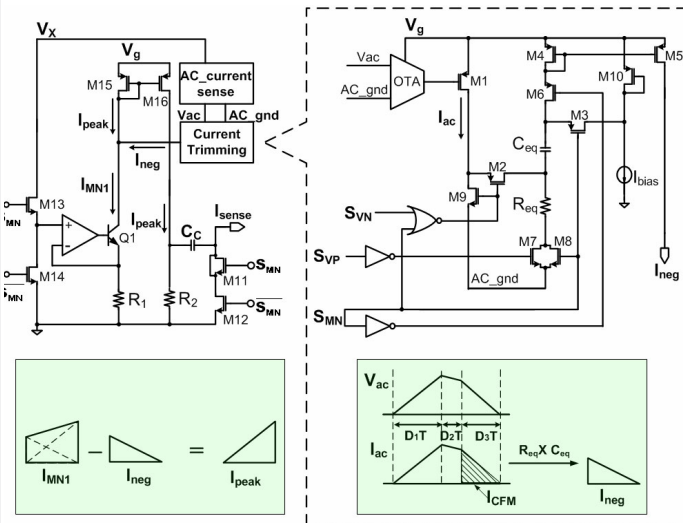 Vx
Vg
M15
M16
AC_current
sense
Vac
AC_gnd
Current
Trimming
Ipeak
Ineg
IMN1
M13
SMN
Q1
Ipeak
Isense
CC
M14
SMN
R1
R2
SMN
M11
SMN
M12
Vg
Vac
AC_gnd
OTA
M1
Iac
M4
M5
M6
M10
M3
Ceq
M2
M9
Ibias
SVN
Req
SVP
M7
M8
AC_gnd
SMN
Ineg
IMN1
−
Ineg
=
Ipeak
Vac
D1T
D2T
D3T
Iac
ReqX Ceq
ICFM
Ineg